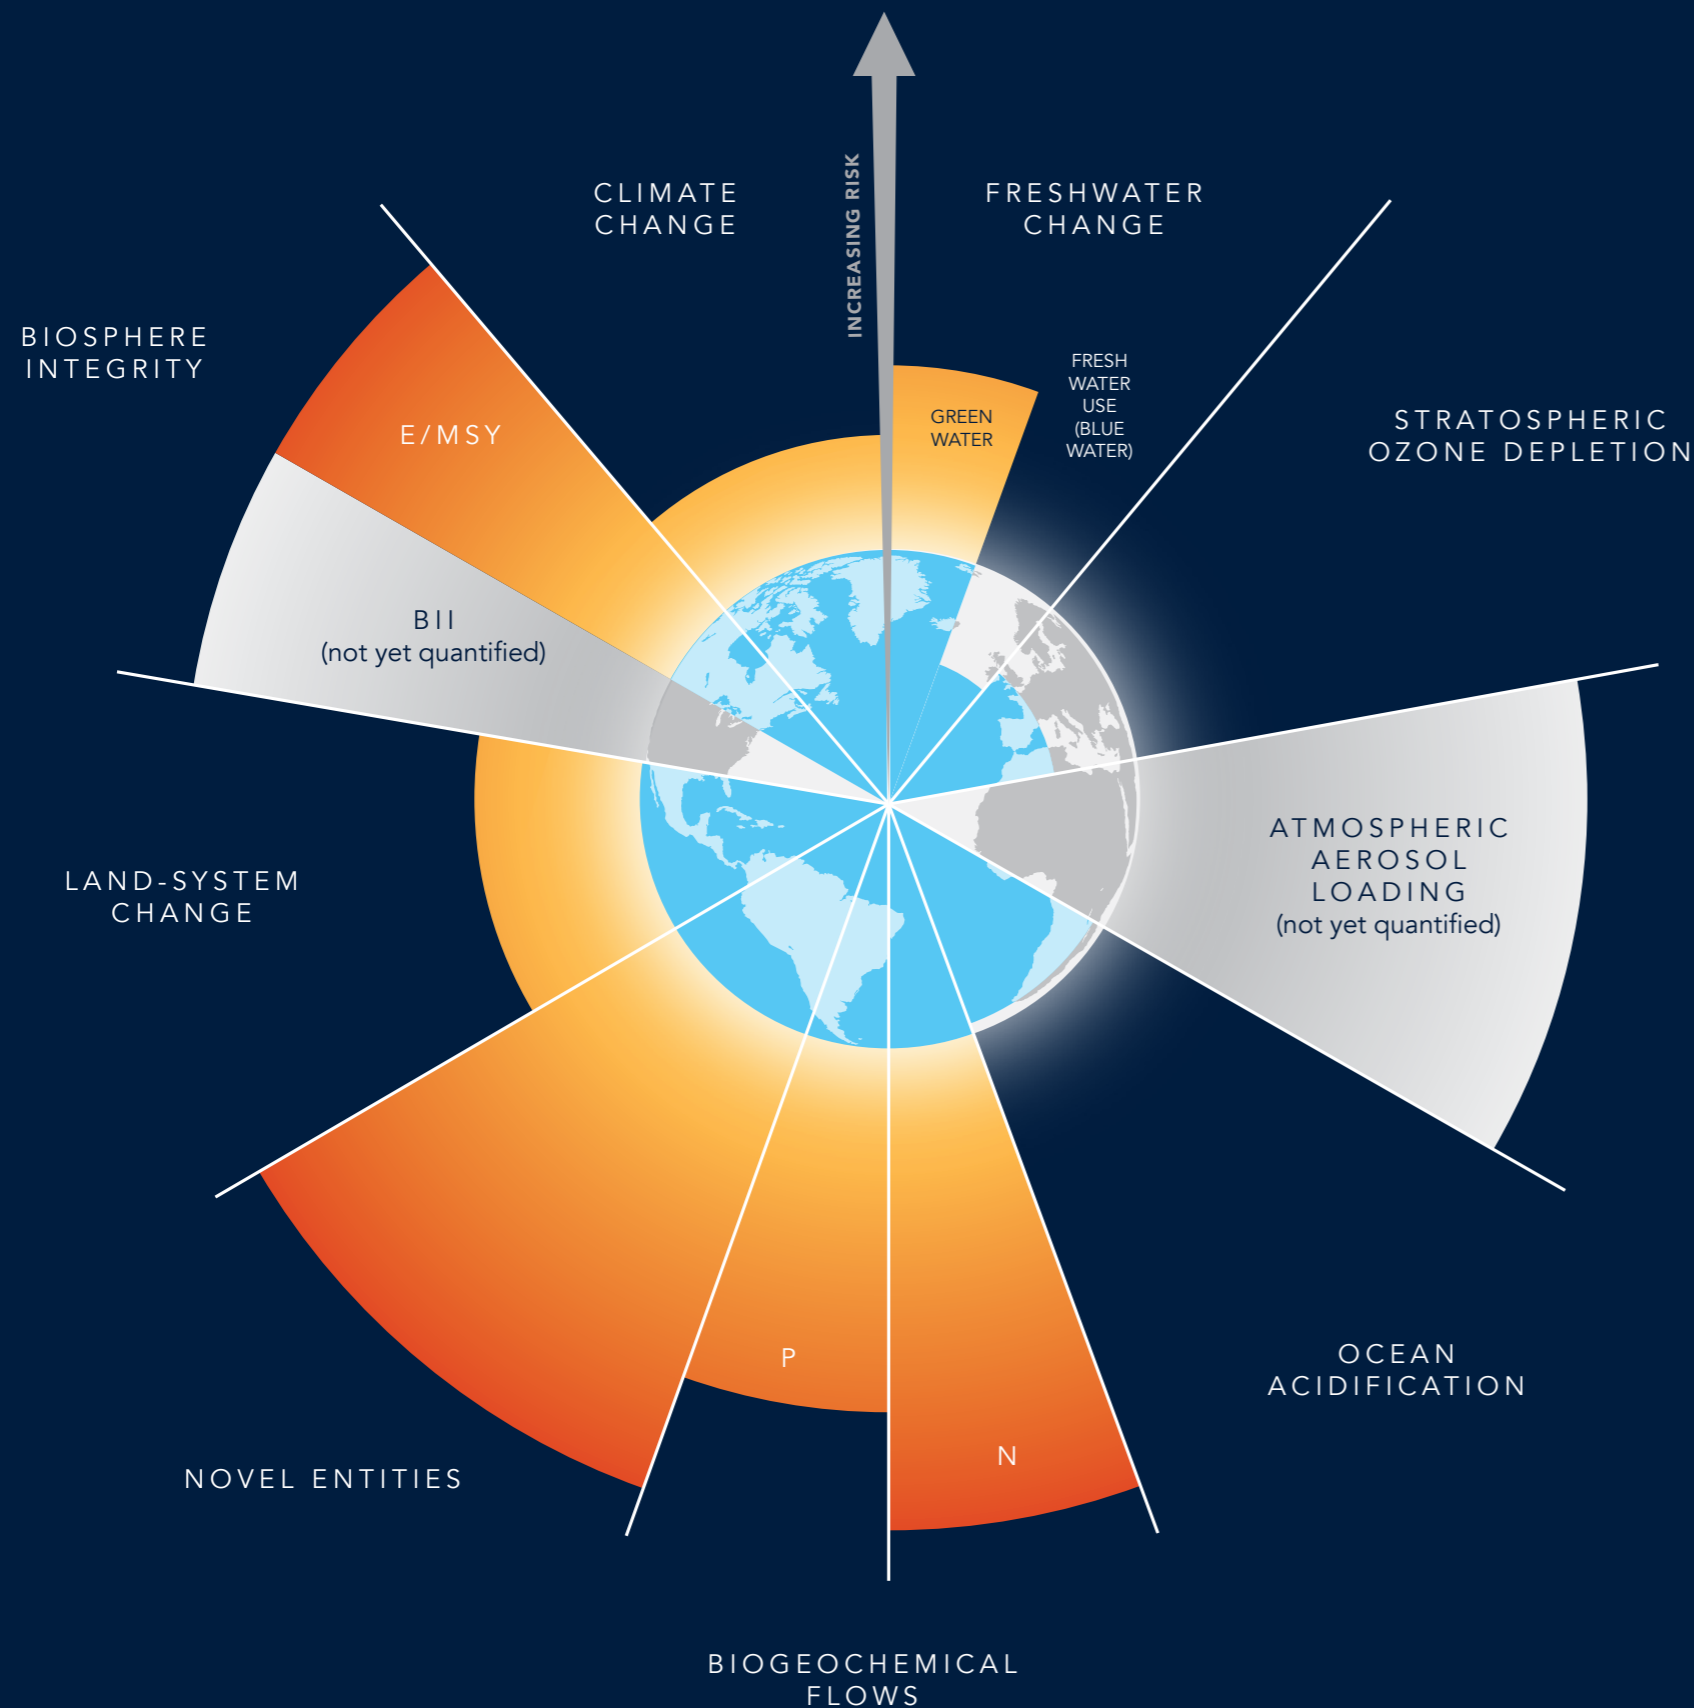 INCREASING RISK
CLIMATE
CHANGE
FRESHWATER
CHANGE
BIOSPHERE
INTEGRITY
E/MSY
BII
(not yet quantified)
GREEN
WATER
FRESH
WATER
USE
(BLUE
WATER)
STRATOSPHERIC
OZONE DEPLETION
ATMOSPHERIC
AEROSOL
LOADING
(not yet quantified)
LAND-SYSTEM
CHANGE
OCEAN
ACIDIFICATION
P
N
NOVEL ENTITIES
BIOGEOCHEMICAL
FLOWS